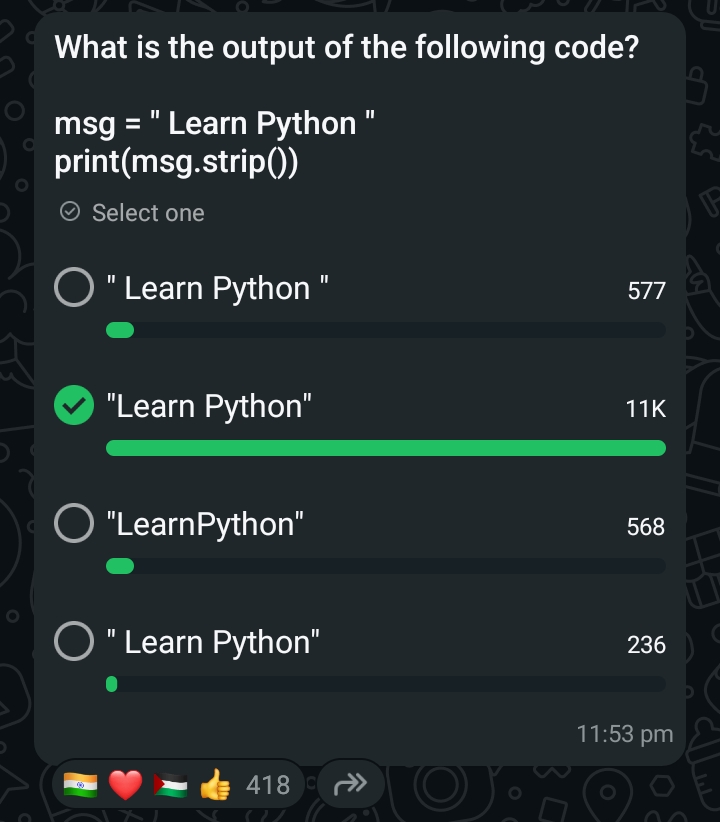 What is the output of the following code?
msg = " Learn Python "
print(msg.strip())
Select one
" Learn Python "
577
"Learn Python"
11K
"LearnPython"
568
" Learn Python"
236
11:53 pm
418